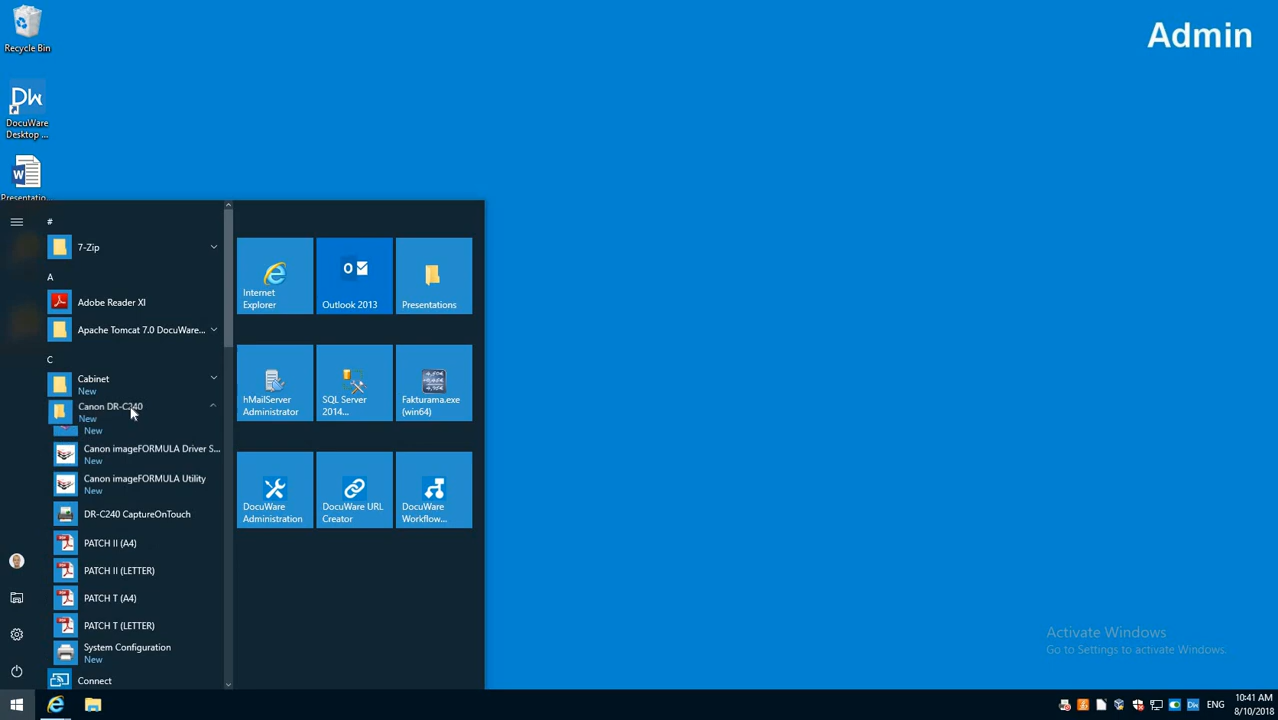 Recycle Bin
Admin
DocuWare
Desktop ...
Presentatio...
#
7-Zip
A
Adobe Reader XI
Apache Tomcat 7.0 DocuWare...
C
Cabinet
New
Canon DR-C240
New
New
Canon imageFORMULA Driver S...
New
Canon imageFORMULA Utility
New
DR-C240 CaptureOnTouch
PATCH II (A4)
PATCH II (LETTER)
PATCH T (A4)
PATCH T (LETTER)
System Configuration
New
Connect
Internet
Explorer
Outlook 2013
Presentations
hMailServer
Administrator
SQL Server
2014...
Fakturama.exe
(win64)
DocuWare
Administration
DocuWare URL
Creator
DocuWare
Workflow...
Activate Windows
Go to Settings to activate Windows.
ENG
10:41 AM
8/10/2018